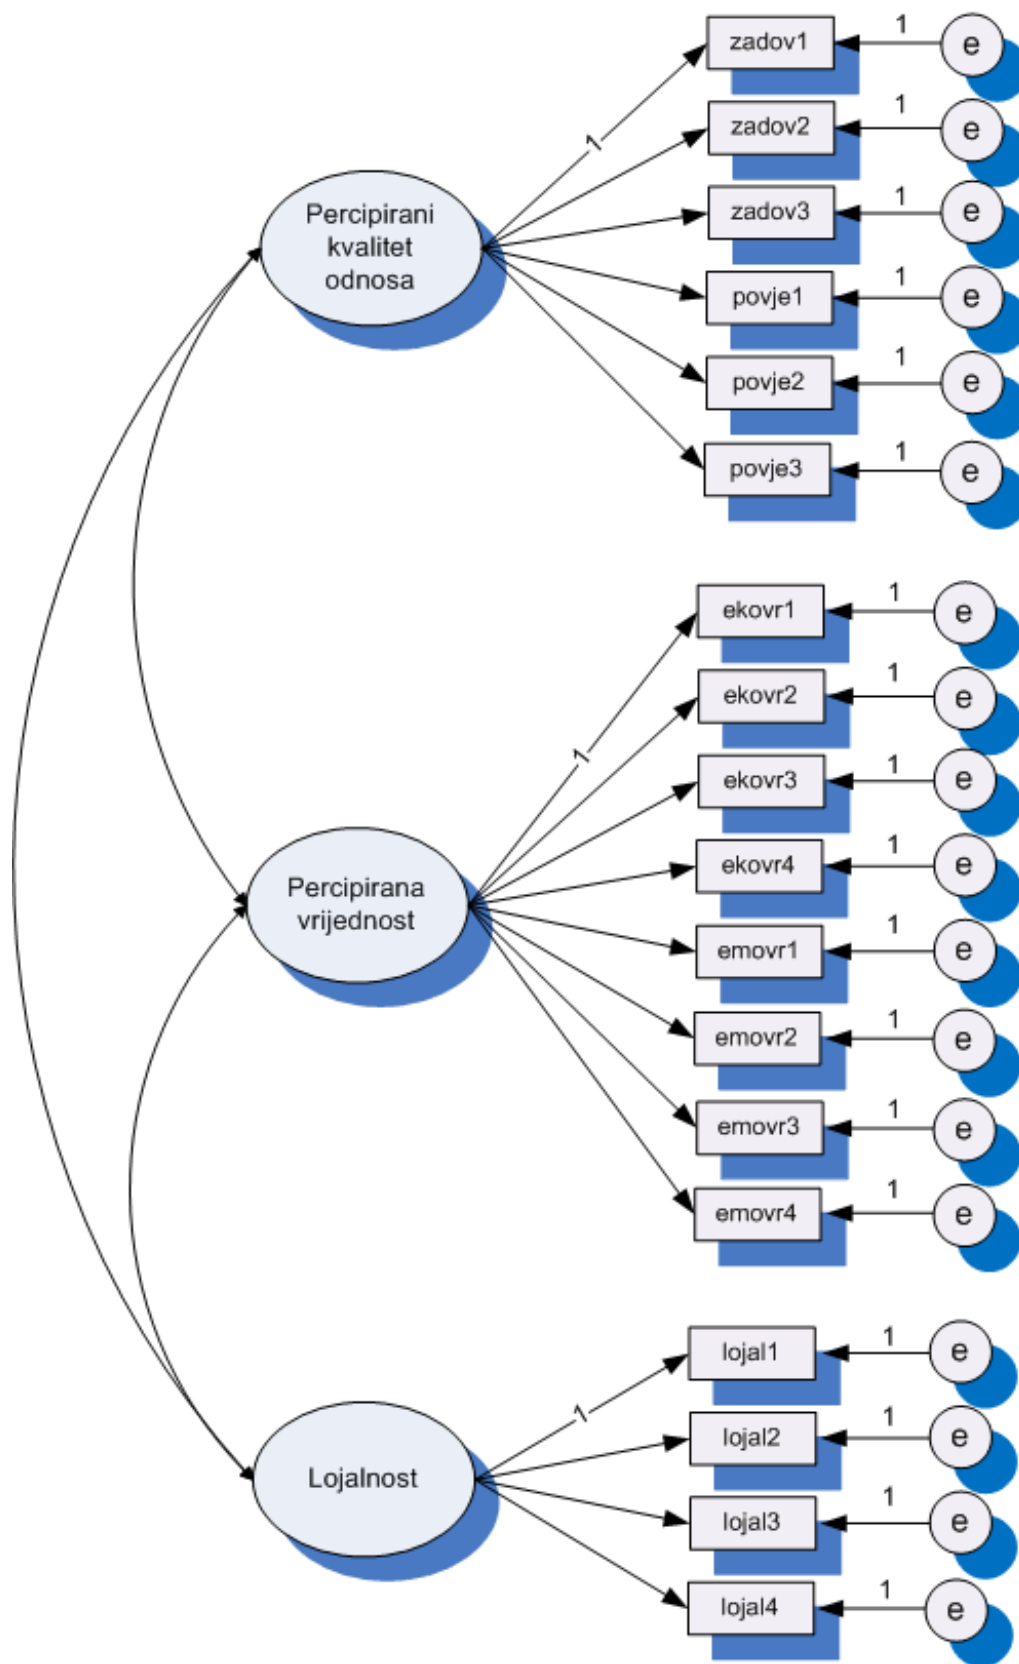 zadov1
1
e
zadov2
1
e
zadov3
1
e
povje1
1
e
povje2
1
e
povje3
1
e
1
Percipirani
kvalitet
odnosa
ekovr1
1
e
ekovr2
1
e
ekovr3
1
e
ekovr4
1
e
emovr1
1
e
emovr2
1
e
emovr3
1
e
emovr4
1
e
1
Percipirana
vrijednost
lojal1
1
e
lojal2
1
e
lojal3
1
e
lojal4
1
e
1
Lojalnost